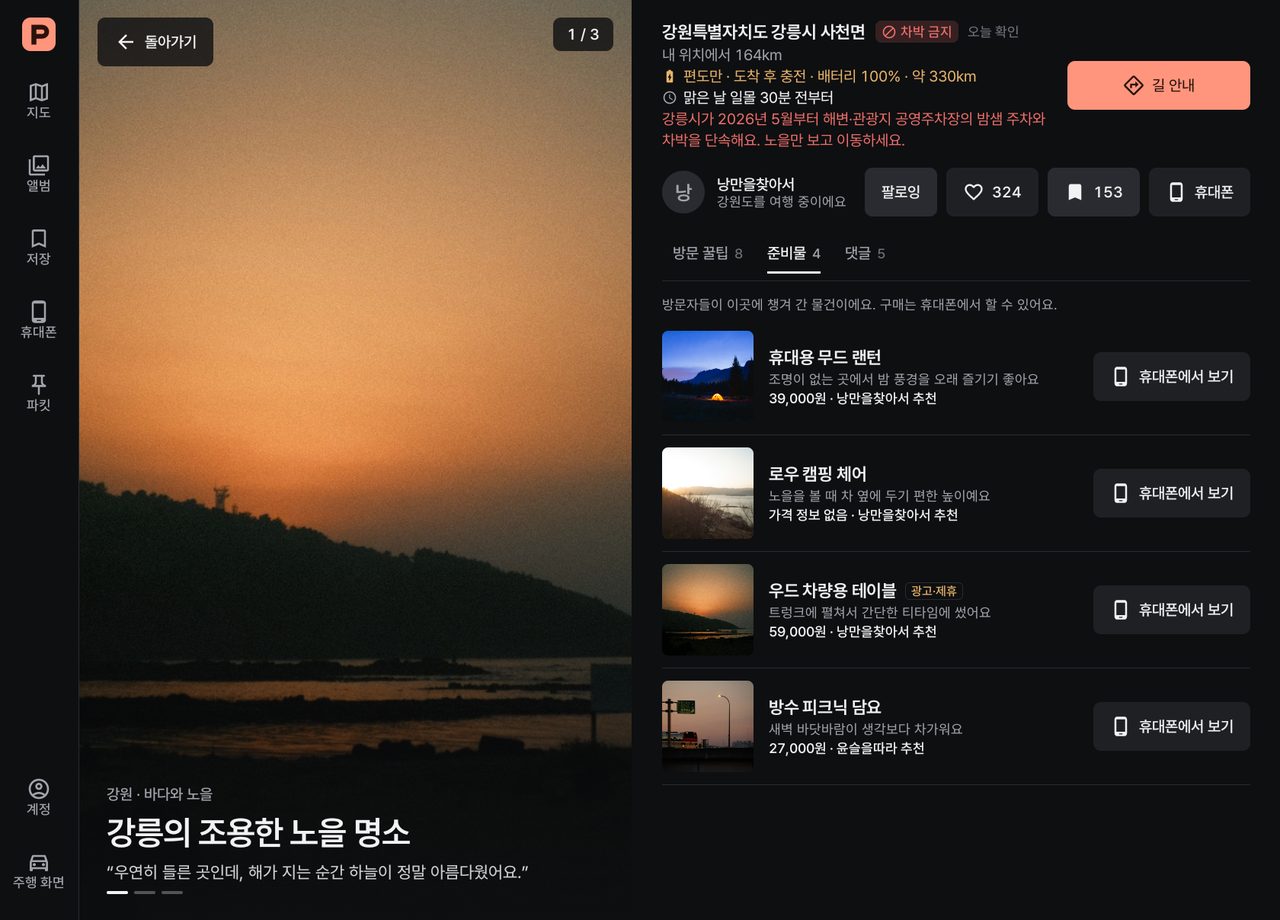 P
지도
앨범
저장
휴대폰
파킷
계정
주행 화면
돌아가기
1 / 3
강원 · 바다와 노을
강릉의 조용한 노을 명소
“우연히 들른 곳인데, 해가 지는 순간 하늘이 정말 아름다웠어요.”
강원특별자치도 강릉시 사천면 차박 금지 오늘 확인
내 위치에서 164km
편도만 · 도착 후 충전 · 배터리 100% · 약 330km
맑은 날 일몰 30분 전부터
강릉시가 2026년 5월부터 해변·관광지 공영주차장의 밤샘 주차와
차박을 단속해요. 노을만 보고 이동하세요.
길 안내
낭
낭만을찾아서
강원도를 여행 중이에요
팔로잉
324
153
휴대폰
방문 꿀팁 8 준비물 4 댓글 5
방문자들이 이곳에 챙겨 간 물건이에요. 구매는 휴대폰에서 할 수 있어요.
휴대용 무드 랜턴
조명이 없는 곳에서 밤 풍경을 오래 즐기기 좋아요
39,000원 · 낭만을찾아서 추천
휴대폰에서 보기
로우 캠핑 체어
노을을 볼 때 차 옆에 두기 편한 높이예요
가격 정보 없음 · 낭만을찾아서 추천
휴대폰에서 보기
우드 차량용 테이블 광고·제휴
트렁크에 펼쳐서 간단한 티타임에 썼어요
59,000원 · 낭만을찾아서 추천
휴대폰에서 보기
방수 피크닉 담요
새벽 바닷바람이 생각보다 차가워요
27,000원 · 윤슬을따라 추천
휴대폰에서 보기